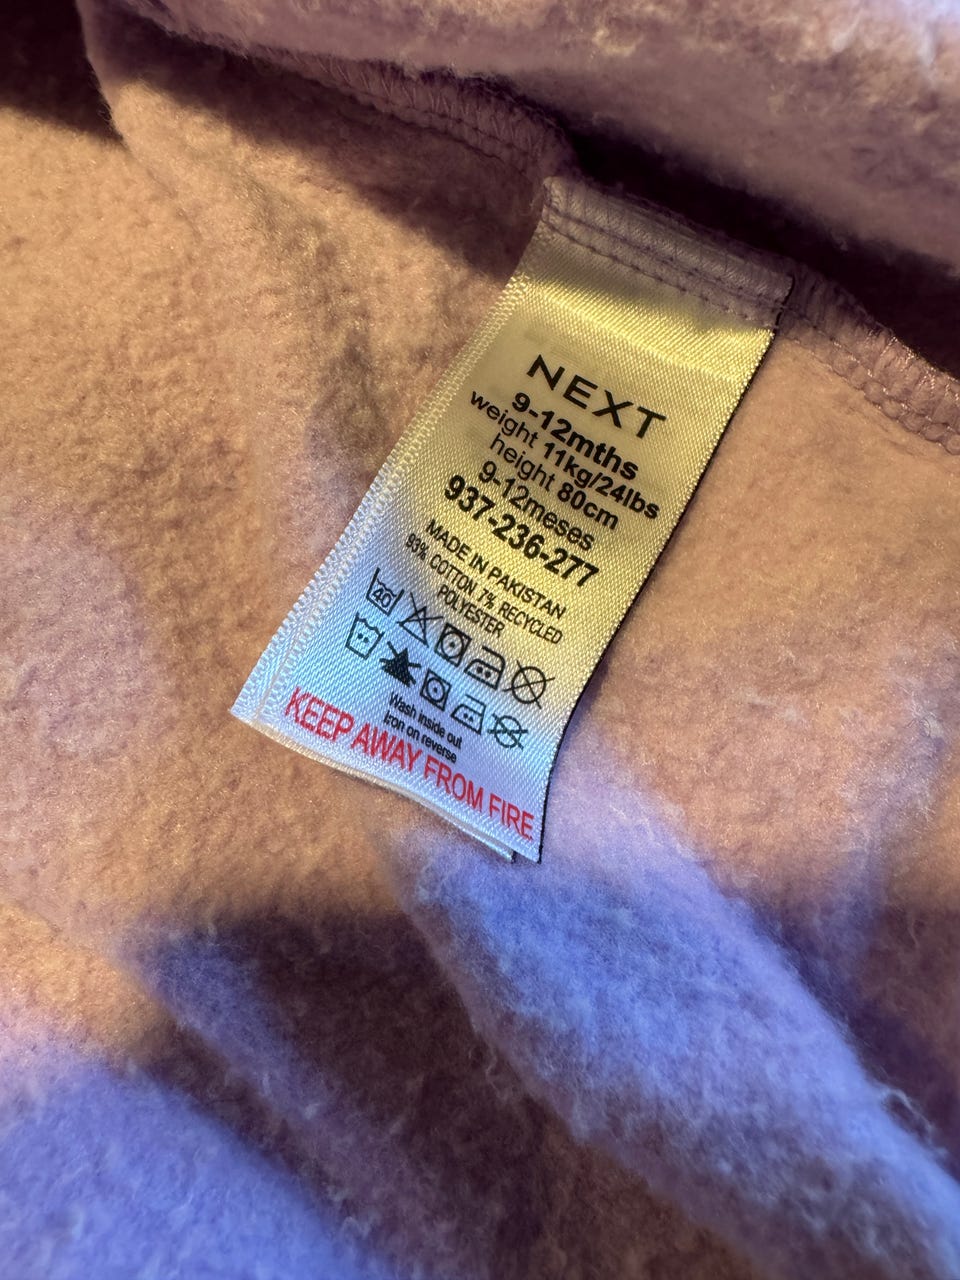 NEXT
9-12mths
weight 11kg/24lbs
height 80cm
9-12meses
937-236-277
MADE IN PAKISTAN
93% COTTON 7% RECYCLED
POLYESTER
40
Wash inside out
Iron on reverse
KEEP AWAY FROM FIRE